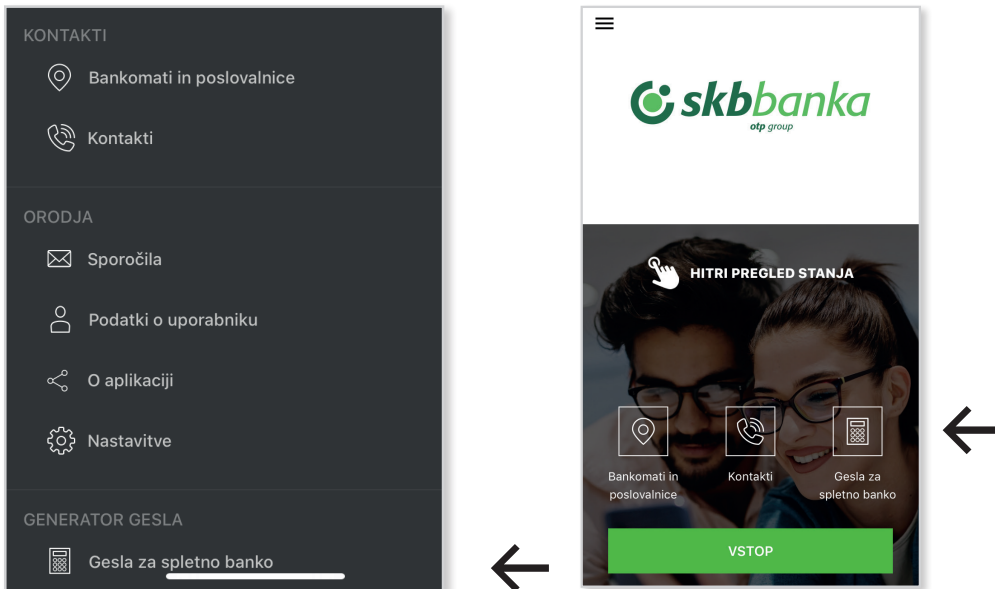 KONTAKTI
Bankomati in poslovalnice
Kontakti
ORODJA
Sporočila
Podatki o uporabniku
O aplikaciji
Nastavitve
GENERATOR GESLA
Gesla za spletno banko
skbbanka
otp group
HITRI PREGLED STANJA
Bankomati in
poslovalnice
Kontakti
Gesla za
spletno banko
VSTOP